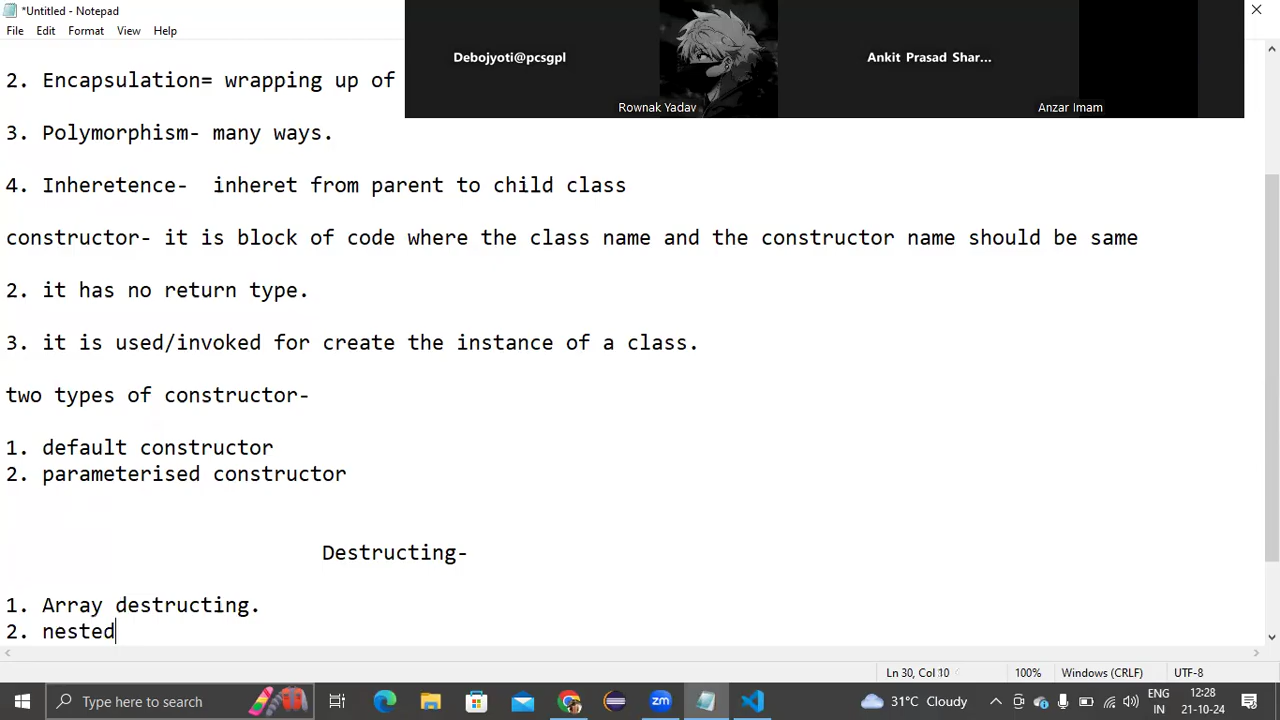 *Untitled - Notepad
File Edit Format View Help
Debojyoti@pcsgpl
Ankit Prasad Shar...
Rownak Yadav
Anzar Imam
2. Encapsulation= wrapping up of
3. Polymorphism- many ways.
4. Inheretence-  inheret from parent to child class
constructor- it is block of code where the class name and the constructor name should be same
2. it has no return type.
3. it is used/invoked for create the instance of a class.
two types of constructor-
1. default constructor
2. parameterised constructor
Destructing-
1. Array destructing.
2. nested
Ln 30, Col 10 100% Windows (CRLF) UTF-8
Type here to search
zm
31°C Cloudy
ENG
IN
12:28
21-10-24